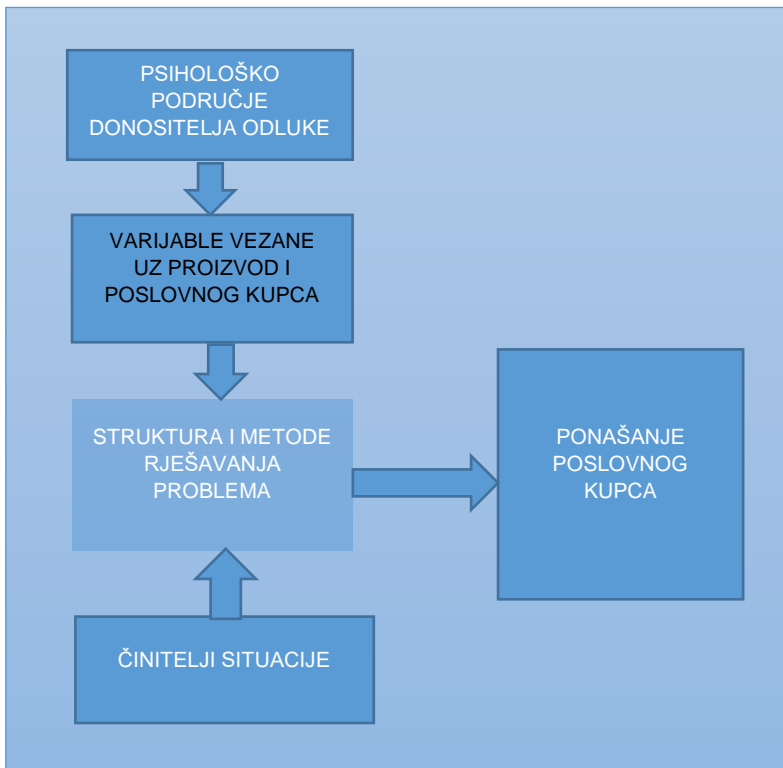 PSIHOLOŠKO
PODRUČJE
DONOSITELJA ODLUKE
VARIJABLE VEZANE
UZ PROIZVOD I
POSLOVNOG KUPCA
STRUKTURA I METODE
RJEŠAVANJA
PROBLEMA
PONAŠANJE
POSLOVNOG
KUPCA
ČINITELJI SITUACIJE